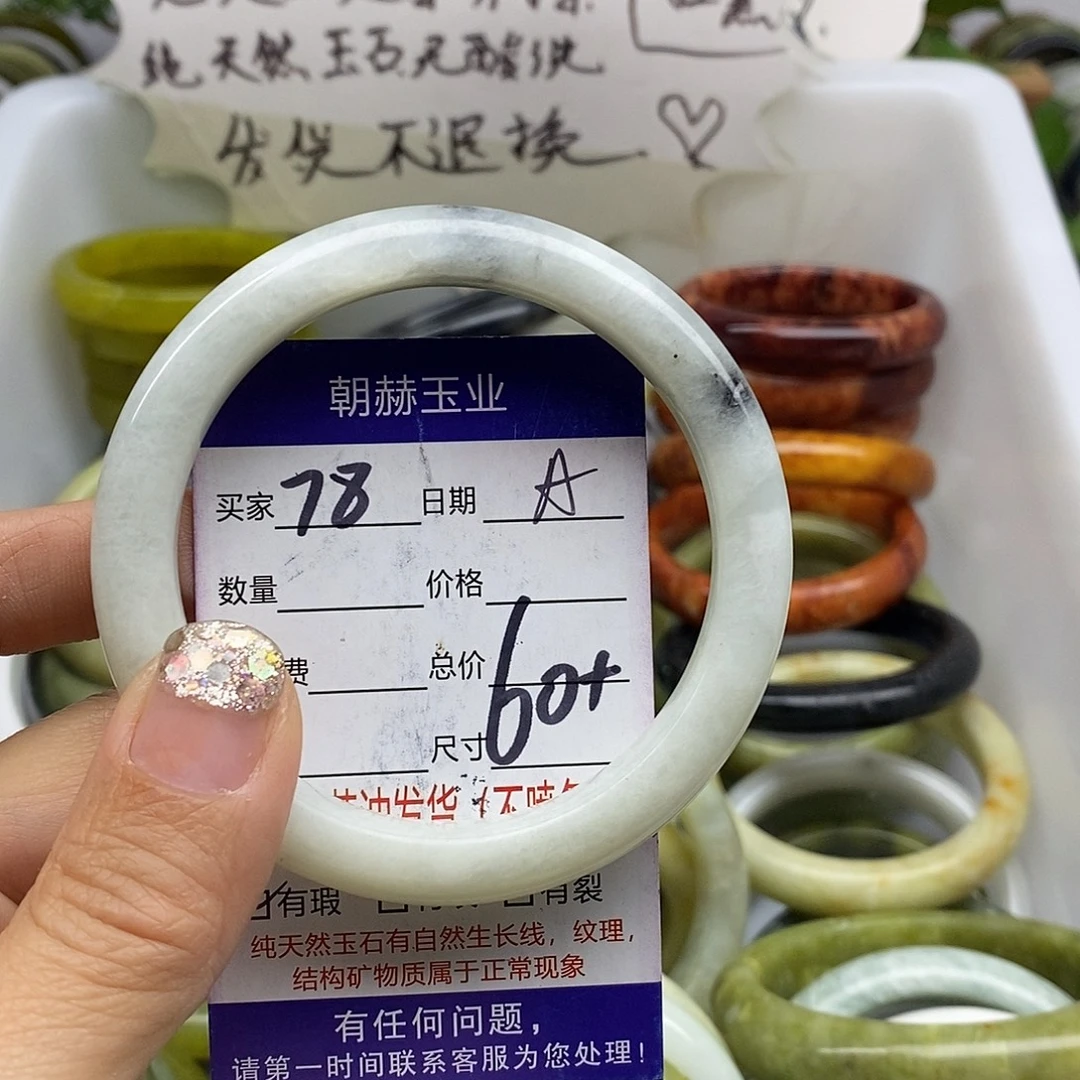 纯天然玉石无酸洗
发货不退换
朝赫玉业
买家 78 日期 A
数量 价格
费 总价
尺寸 60+
发货
有瑕 有裂
纯天然玉石有自然生长线，纹理，
结构矿物质属于正常现象
有任何问题，
请第一时间联系客服为您处理！